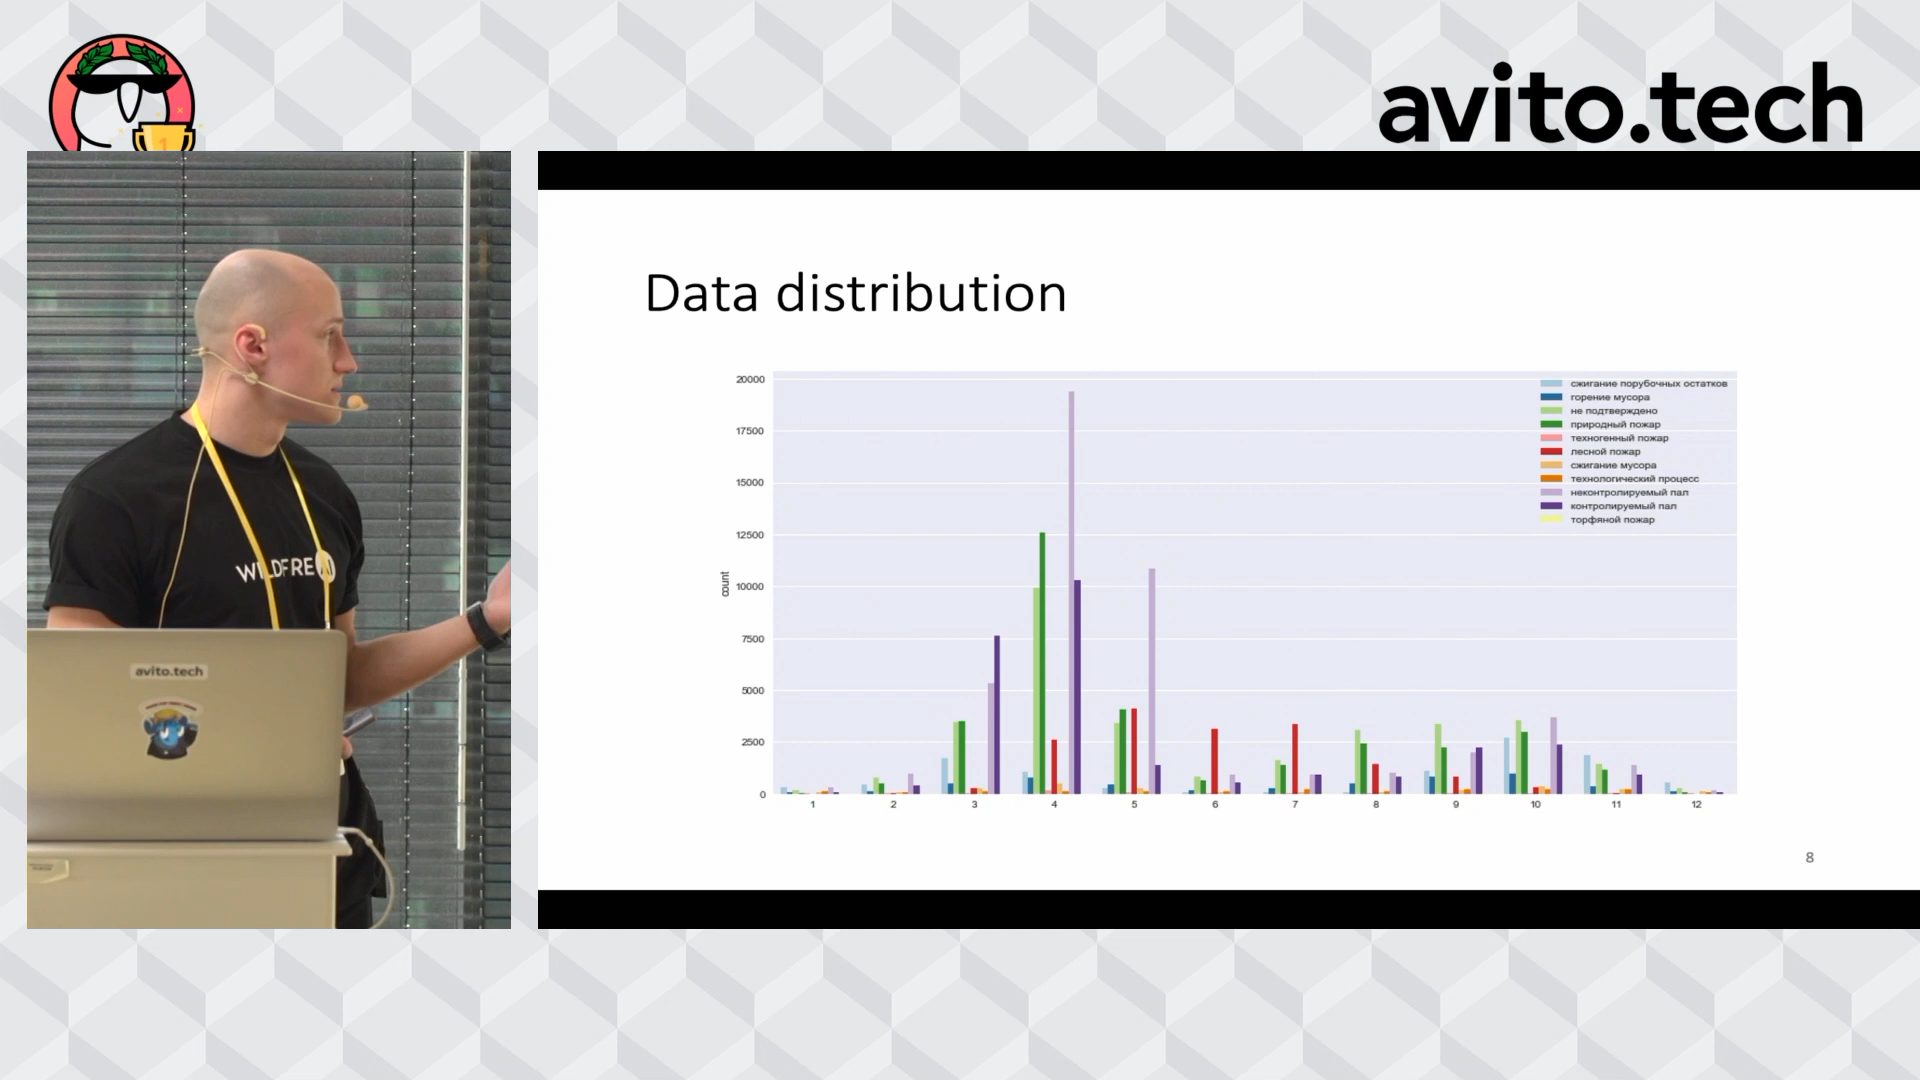 avito.tech
1
WILDFIRE AI
avito.tech
Data distribution
20000
17500
15000
12500
10000
7500
5000
2500
0
count
1 2 3 4 5 6 7 8 9 10 11 12
сжигание порубочных остатков
горение мусора
не подтверждено
природный пожар
техногенный пожар
лесной пожар
сжигание мусора
технологический процесс
неконтролируемый пал
контролируемый пал
торфяной пожар
8